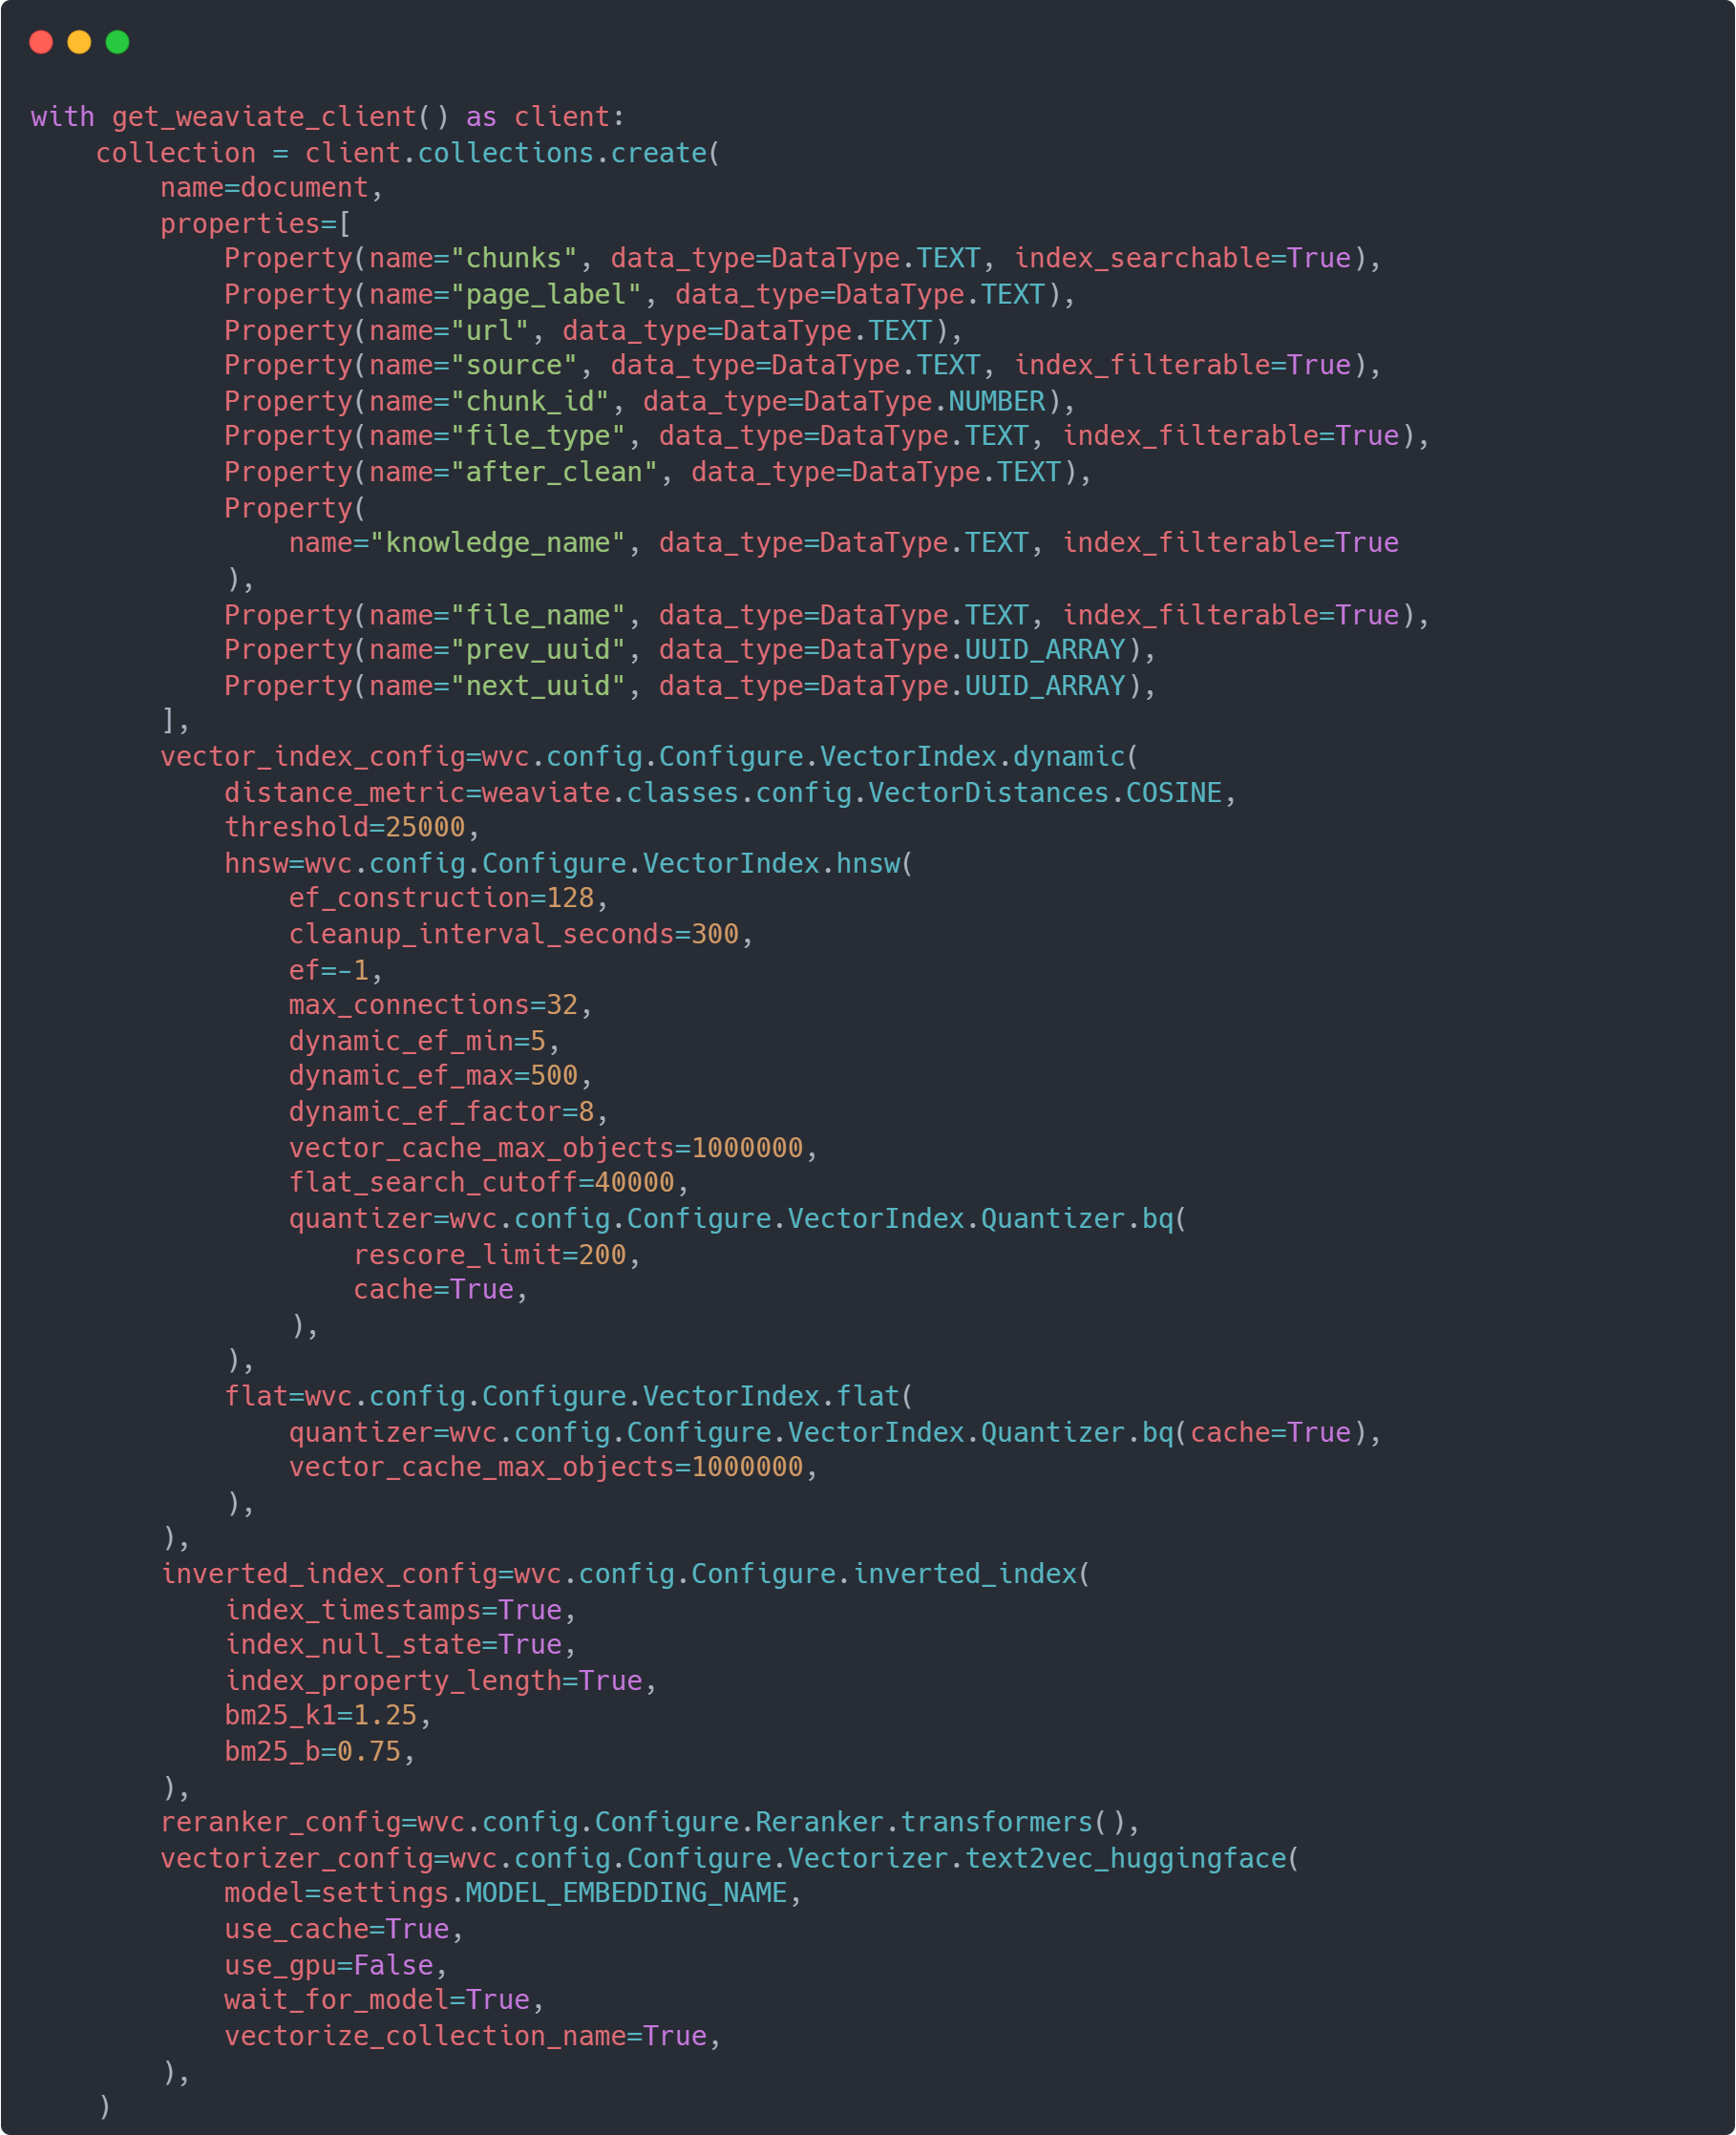 with get_weaviate_client() as client:
    collection = client.collections.create(
        name=document,
        properties=[
            Property(name="chunks", data_type=DataType.TEXT, index_searchable=True),
            Property(name="page_label", data_type=DataType.TEXT),
            Property(name="url", data_type=DataType.TEXT),
            Property(name="source", data_type=DataType.TEXT, index_filterable=True),
            Property(name="chunk_id", data_type=DataType.NUMBER),
            Property(name="file_type", data_type=DataType.TEXT, index_filterable=True),
            Property(name="after_clean", data_type=DataType.TEXT),
            Property(
                name="knowledge_name", data_type=DataType.TEXT, index_filterable=True
            ),
            Property(name="file_name", data_type=DataType.TEXT, index_filterable=True),
            Property(name="prev_uuid", data_type=DataType.UUID_ARRAY),
            Property(name="next_uuid", data_type=DataType.UUID_ARRAY),
        ],
        vector_index_config=wvc.config.Configure.VectorIndex.dynamic(
            distance_metric=weaviate.classes.config.VectorDistances.COSINE,
            threshold=25000,
            hnsw=wvc.config.Configure.VectorIndex.hnsw(
                ef_construction=128,
                cleanup_interval_seconds=300,
                ef=-1,
                max_connections=32,
                dynamic_ef_min=5,
                dynamic_ef_max=500,
                dynamic_ef_factor=8,
                vector_cache_max_objects=1000000,
                flat_search_cutoff=40000,
                quantizer=wvc.config.Configure.VectorIndex.Quantizer.bq(
                    rescore_limit=200,
                    cache=True,
                ),
            ),
            flat=wvc.config.Configure.VectorIndex.flat(
                quantizer=wvc.config.Configure.VectorIndex.Quantizer.bq(cache=True),
                vector_cache_max_objects=1000000,
            ),
        ),
        inverted_index_config=wvc.config.Configure.inverted_index(
            index_timestamps=True,
            index_null_state=True,
            index_property_length=True,
            bm25_k1=1.25,
            bm25_b=0.75,
        ),
        reranker_config=wvc.config.Configure.Reranker.transformers(),
        vectorizer_config=wvc.config.Configure.Vectorizer.text2vec_huggingface(
            model=settings.MODEL_EMBEDDING_NAME,
            use_cache=True,
            use_gpu=False,
            wait_for_model=True,
            vectorize_collection_name=True,
        ),
    )